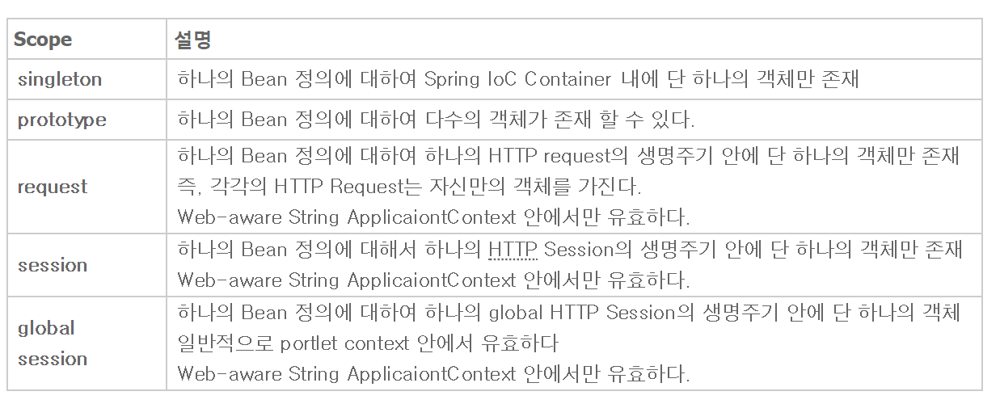 Scope 설명
singleton 하나의 Bean 정의에 대하여 Spring IoC Container 내에 단 하나의 객체만 존재
prototype 하나의 Bean 정의에 대하여 다수의 객체가 존재 할 수 있다.
request 하나의 Bean 정의에 대하여 하나의 HTTP request의 생명주기 안에 단 하나의 객체만 존재
즉, 각각의 HTTP Request는 자신만의 객체를 가진다.
Web-aware String ApplicaiontContext 안에서만 유효하다.
session 하나의 Bean 정의에 대해서 하나의 HTTP Session의 생명주기 안에 단 하나의 객체만 존재
Web-aware String ApplicaiontContext 안에서만 유효하다.
global
session
하나의 Bean 정의에 대하여 하나의 global HTTP Session의 생명주기 안에 단 하나의 객체
일반적으로 portlet context 안에서 유효하다
Web-aware String ApplicaiontContext 안에서만 유효하다.